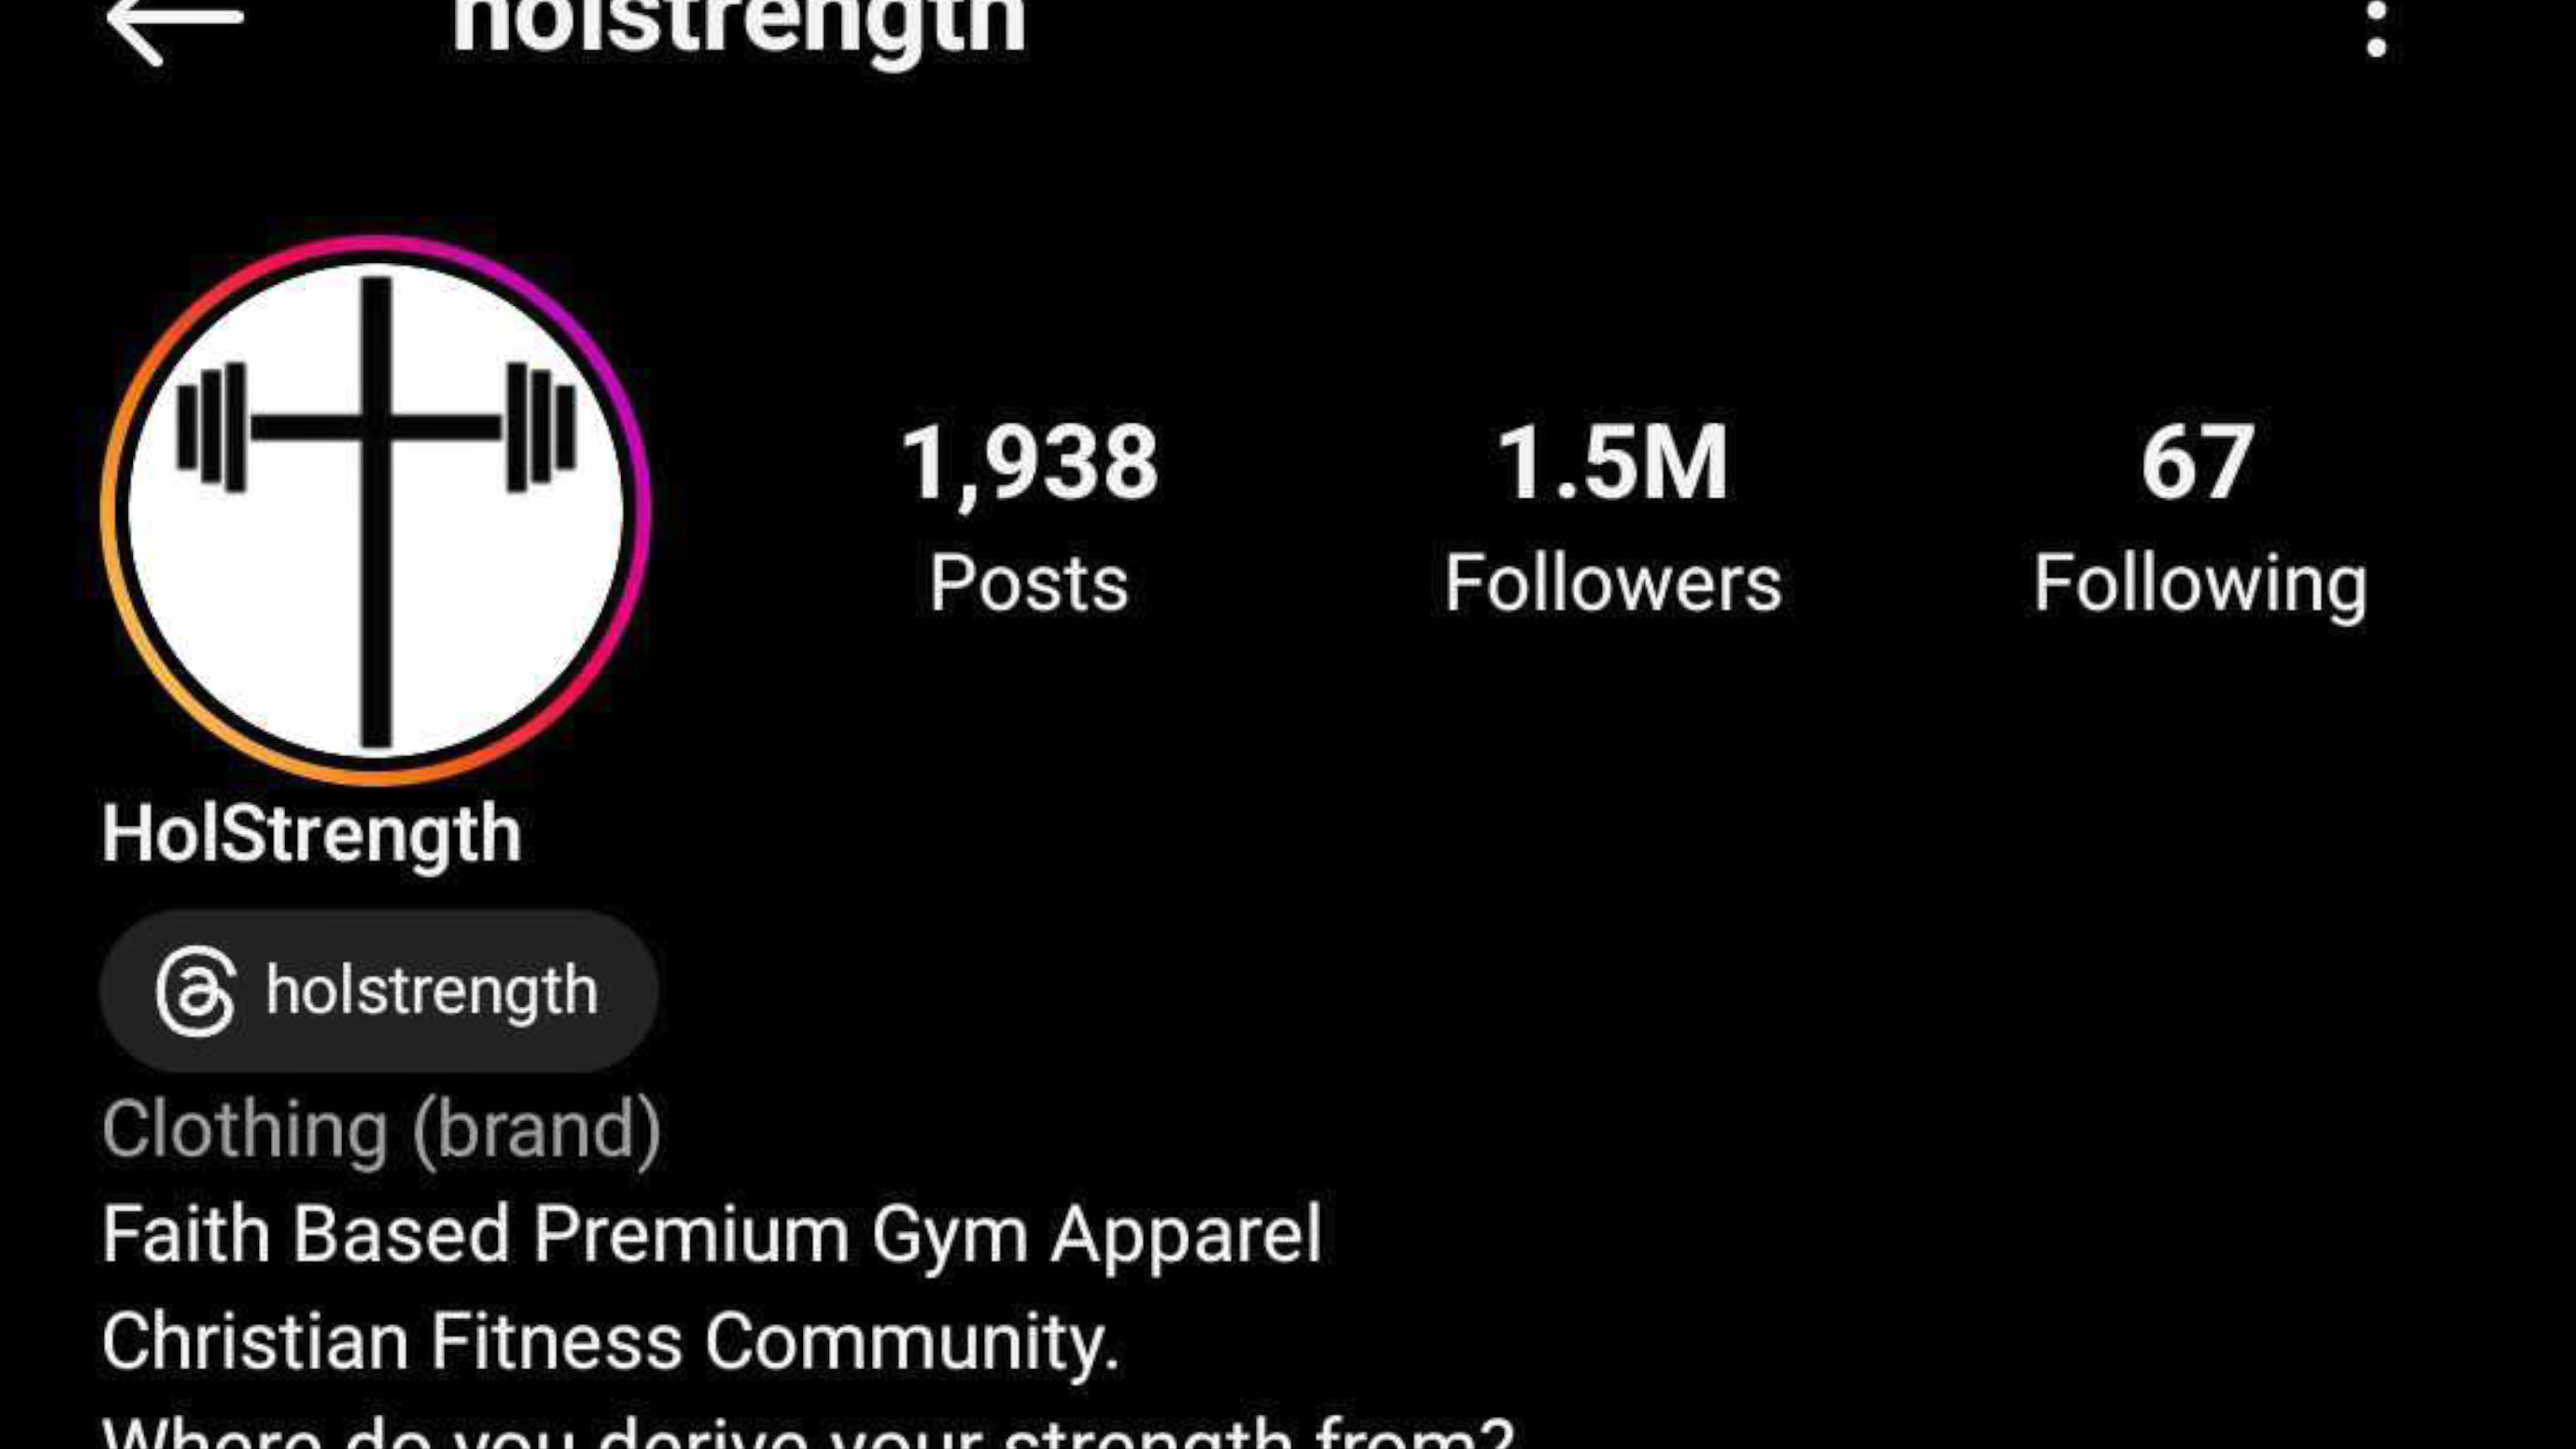 holstrength
1,938
1.5M
67
Posts
Followers
Following
HolStrength
holstrength
Clothing (brand)
Faith Based Premium Gym Apparel
Christian Fitness Community.
Where do you derive your strength from?